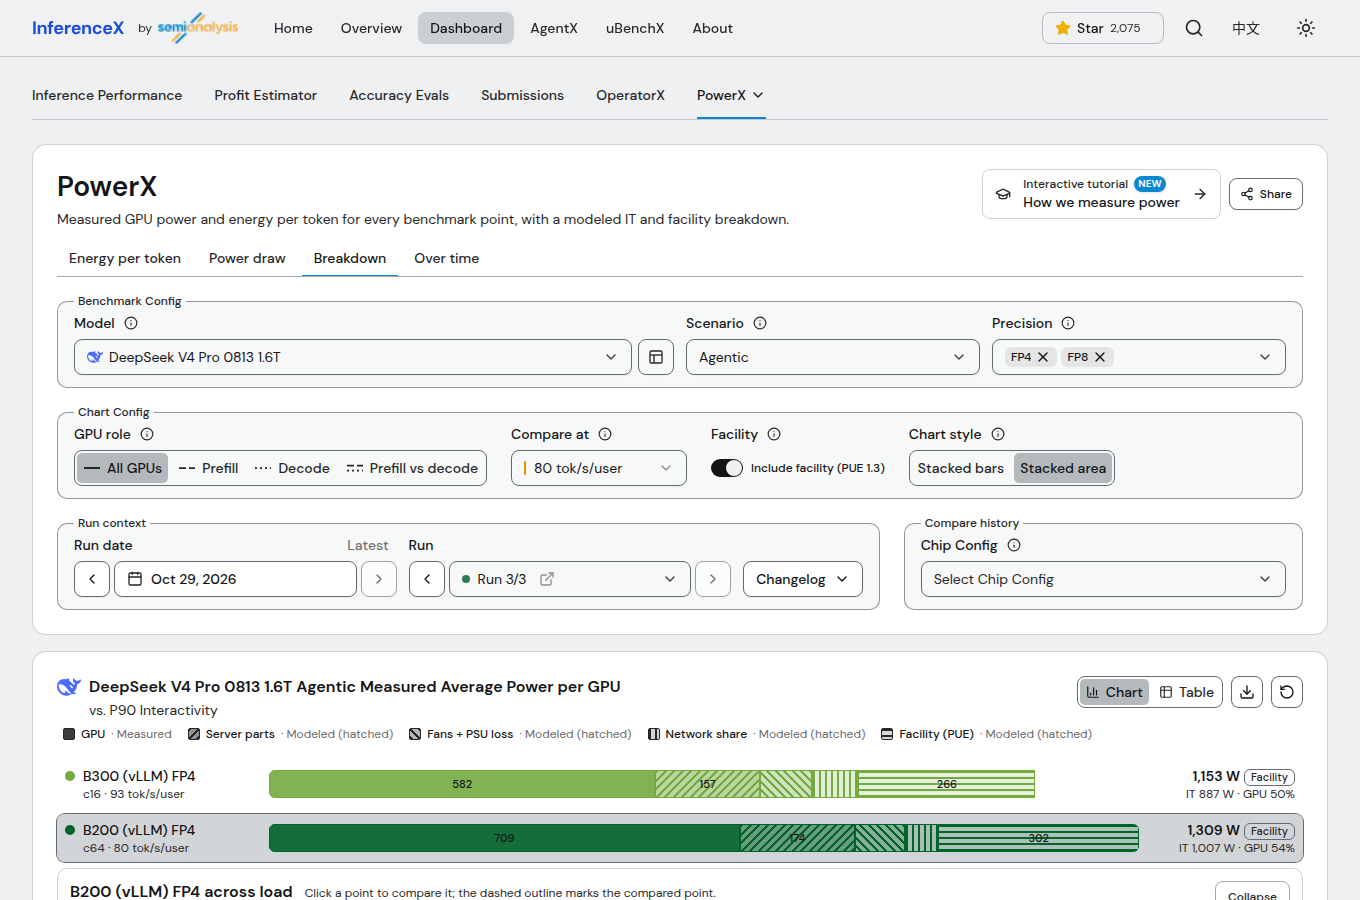 InferenceX by semianalysis Home Overview Dashboard AgentX uBenchX About Star 2,075 中文
Inference Performance Profit Estimator Accuracy Evals Submissions OperatorX PowerX
PowerX
Measured GPU power and energy per token for every benchmark point, with a modeled IT and facility breakdown.
Interactive tutorial NEW
How we measure power
Share
Energy per token Power draw Breakdown Over time
Benchmark Config
Model Scenario Precision
DeepSeek V4 Pro 0813 1.6T Agentic FP4 FP8
Chart Config
GPU role Compare at Facility Chart style
All GPUs Prefill Decode Prefill vs decode 80 tok/s/user Include facility (PUE 1.3) Stacked bars Stacked area
Run context Compare history
Run date Latest Run Chip Config
Oct 29, 2026 Run 3/3 Changelog Select Chip Config
DeepSeek V4 Pro 0813 1.6T Agentic Measured Average Power per GPU
vs. P90 Interactivity
Chart Table
GPU · Measured Server parts · Modeled (hatched) Fans + PSU loss · Modeled (hatched) Network share · Modeled (hatched) Facility (PUE) · Modeled (hatched)
B300 (vLLM) FP4 582 157 266 1,153 W Facility
c16 · 93 tok/s/user IT 887 W · GPU 50%
B200 (vLLM) FP4 709 174 302 1,309 W Facility
c64 · 80 tok/s/user IT 1,007 W · GPU 54%
B200 (vLLM) FP4 across load Click a point to compare it; the dashed outline marks the compared point. Collapse